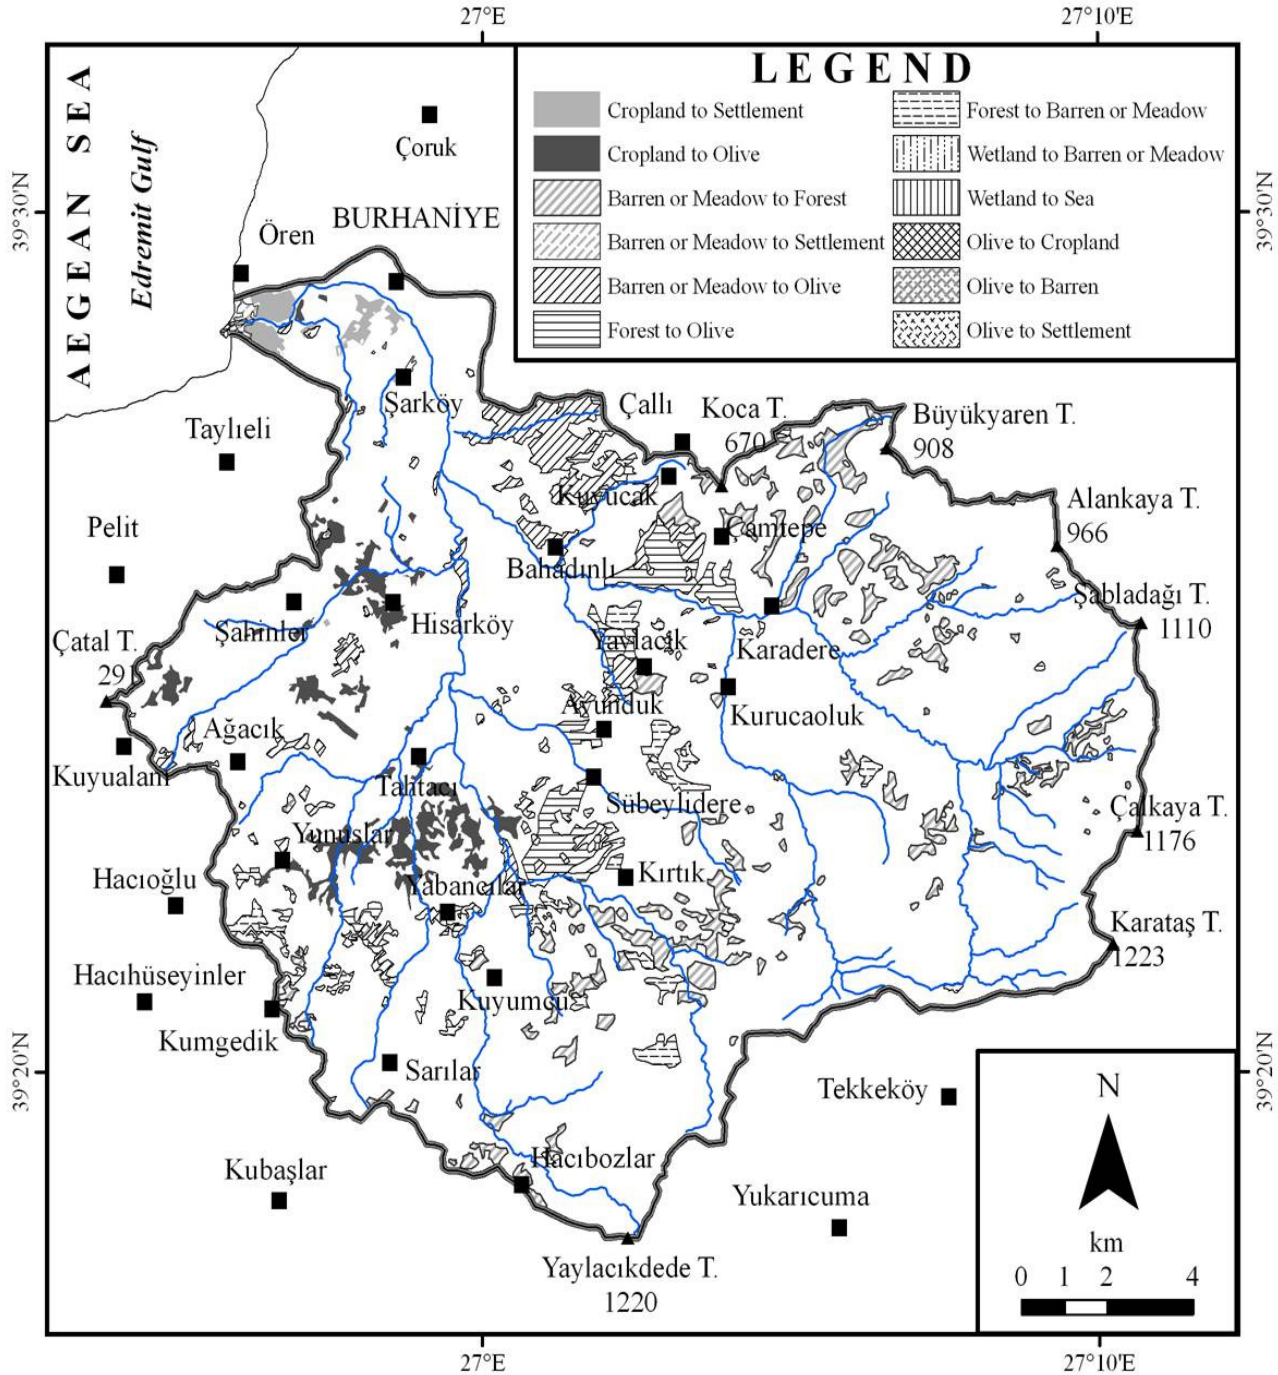 27°E
27°10'E
AEGEAN SEA
Edremit Gulf
39°30'N
39°30'N
LEGEND
Cropland to Settlement
Cropland to Olive
Barren or Meadow to Forest
Barren or Meadow to Settlement
Barren or Meadow to Olive
Forest to Olive
Forest to Barren or Meadow
Wetland to Barren or Meadow
Wetland to Sea
Olive to Cropland
Olive to Barren
Olive to Settlement
Çoruk
BURHANİYE
Ören
Şarköy
Taylıeli
Çallı
Koca T.
670
Büyükyaren T.
908
Kuyucak
Alankaya T.
966
Pelit
Çamtepe
Bahadınlı
Şabladağı T.
1110
Şahinler
Hisarköy
Çatal T.
291
Yaylacık
Karadere
Avunduk
Kurucaoluk
Ağacık
Kuyualanı
Tahtacı
Sübeylidere
Çalkaya T.
1176
Yunuslar
Hacıoğlu
Yabancılar
Kırtık
Karataş T.
1223
Hacıhüseyinler
Kuyumcu
Kumgedik
Sarılar
39°20'N
39°20'N
Tekkeköy
N
Kubaşlar
Hacıbozlar
Yukarıcuma
km
0 1 2 4
Yaylacıkdede T.
1220
27°E
27°10'E